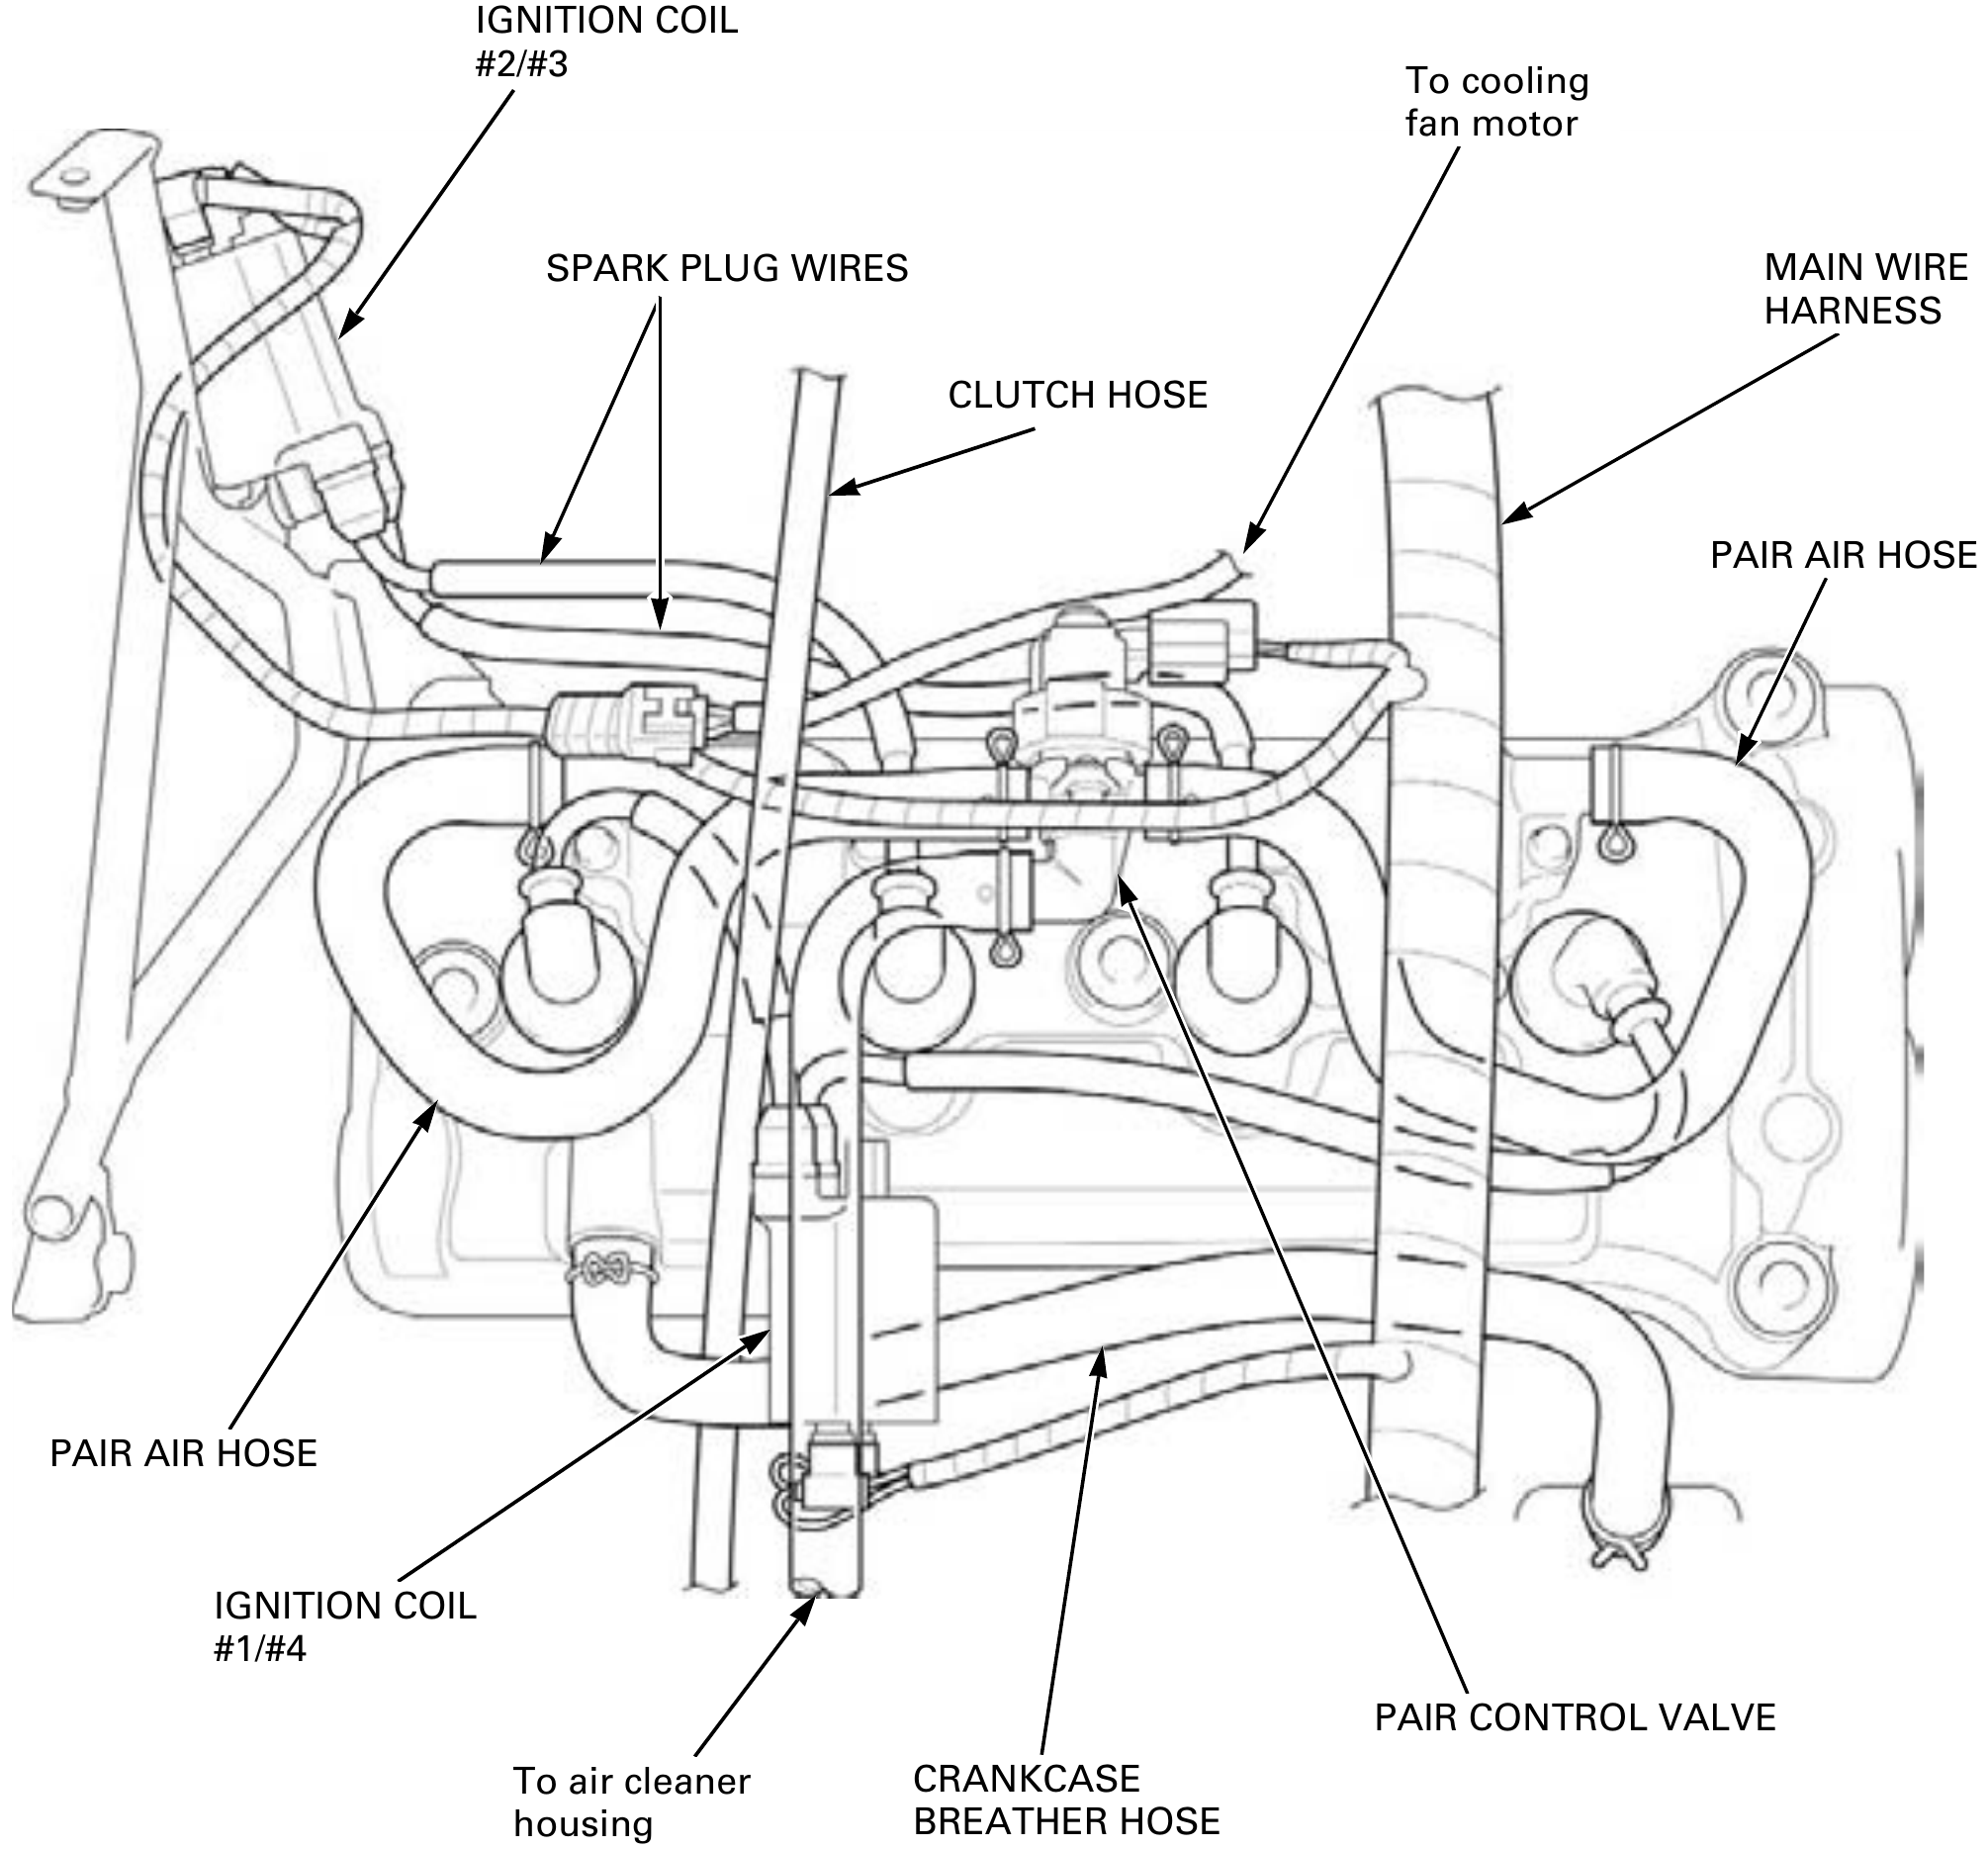 IGNITION COIL
#2/#3
To cooling
fan motor
SPARK PLUG WIRES
MAIN WIRE
HARNESS
CLUTCH HOSE
PAIR AIR HOSE
PAIR AIR HOSE
IGNITION COIL
#1/#4
PAIR CONTROL VALVE
To air cleaner
housing
CRANKCASE
BREATHER HOSE